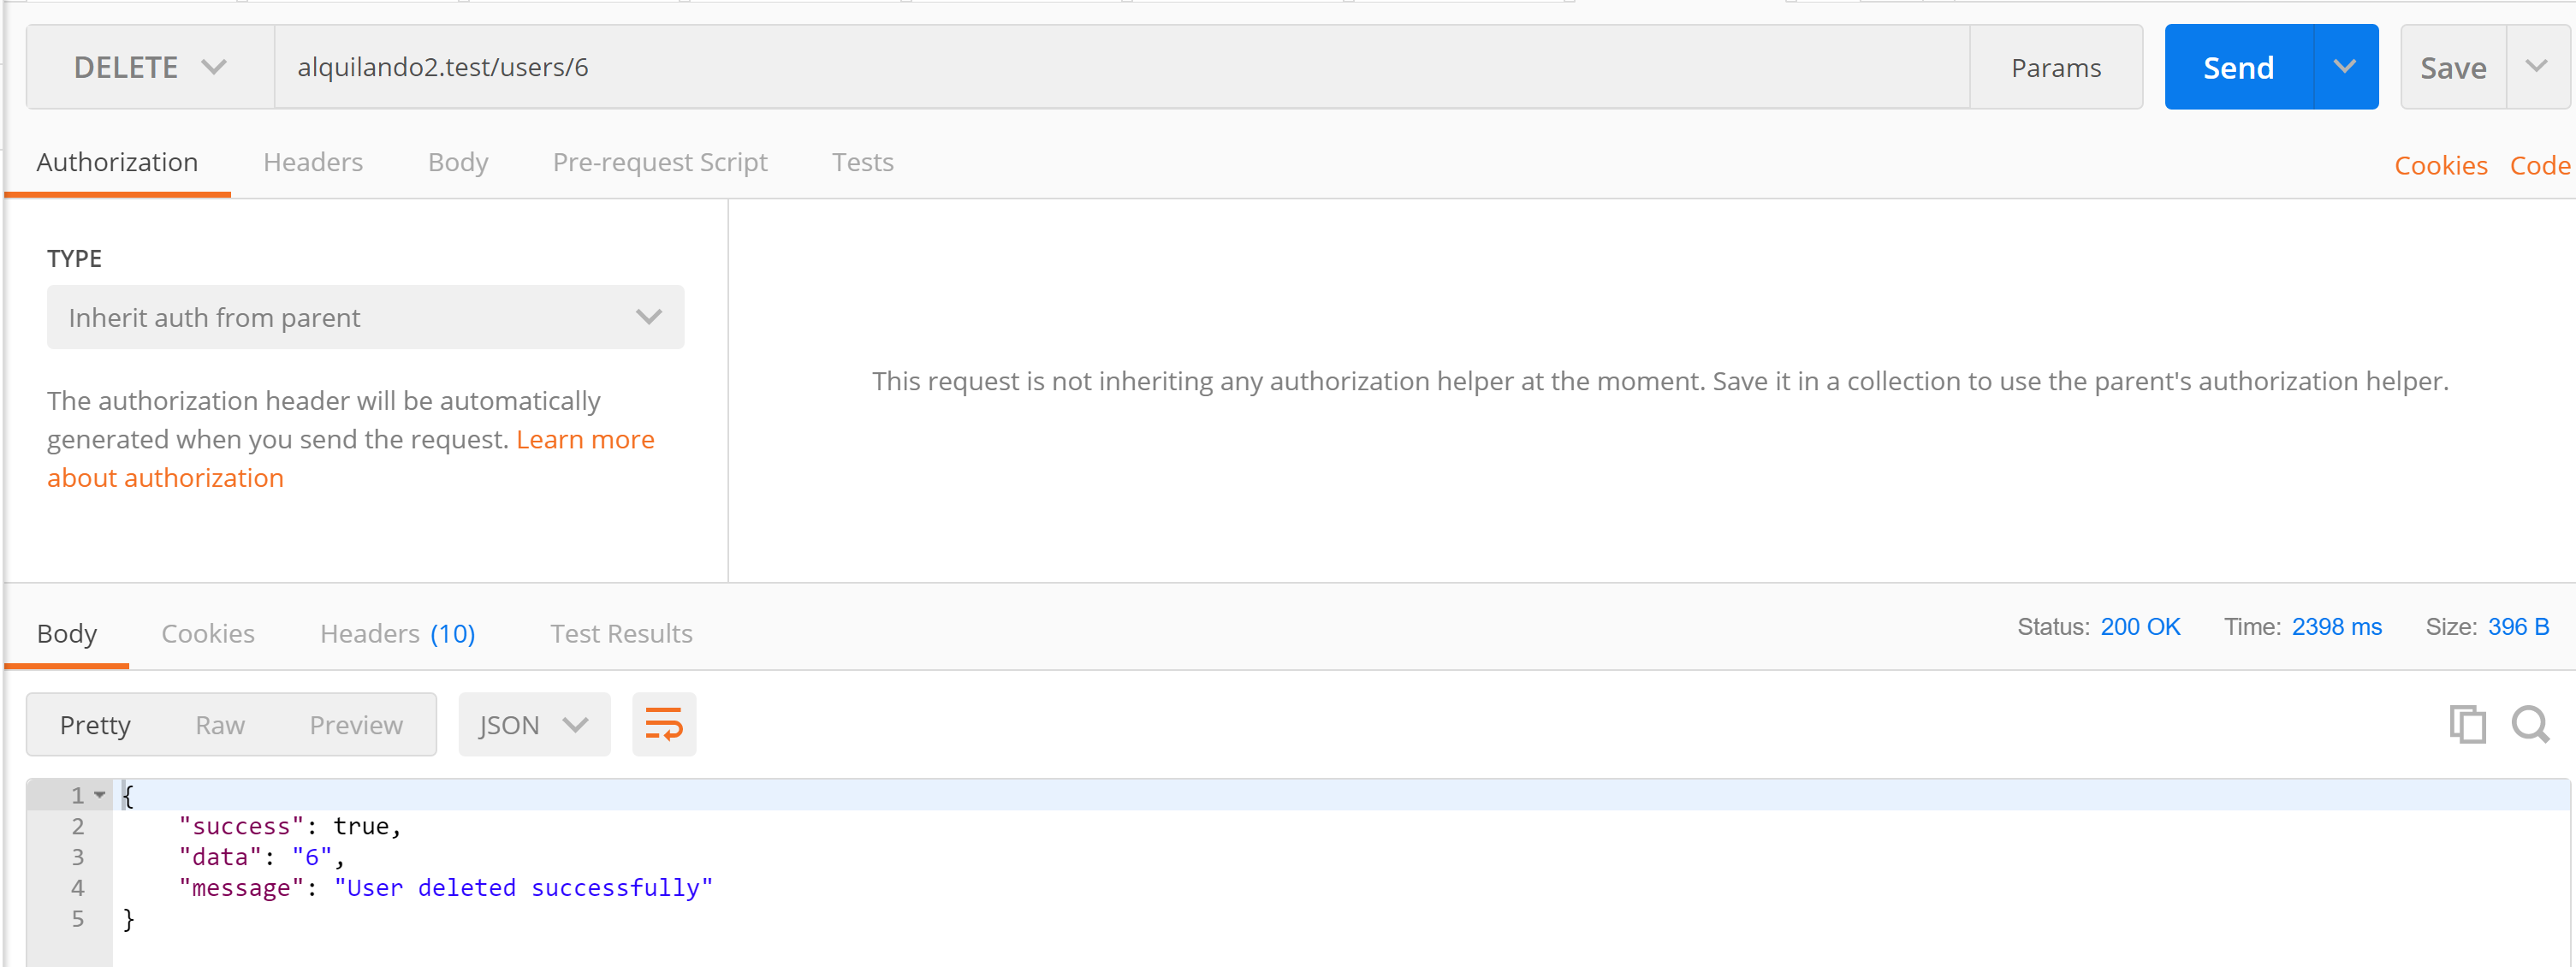 DELETE alquilando2.test/users/6 Params Send Save
Authorization Headers Body Pre-request Script Tests Cookies Code
TYPE
Inherit auth from parent
The authorization header will be automatically
generated when you send the request. Learn more
about authorization
This request is not inheriting any authorization helper at the moment. Save it in a collection to use the parent's authorization helper.
Body Cookies Headers (10) Test Results Status: 200 OK Time: 2398 ms Size: 396 B
Pretty Raw Preview JSON
1 {
2 "success": true,
3 "data": "6",
4 "message": "User deleted successfully"
5 }